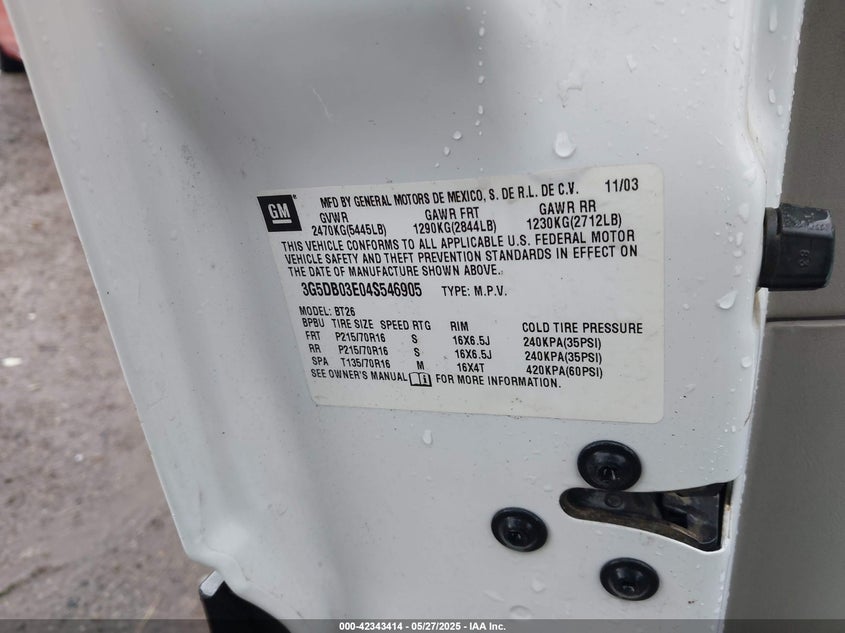 GM
MFD BY GENERAL MOTORS DE MEXICO, S. DE R.L. DE C.V. 11/03
GVWR GAWR FRT GAWR RR
2470KG(5445LB) 1290KG(2844LB) 1230KG(2712LB)
THIS VEHICLE CONFORMS TO ALL APPLICABLE U.S. FEDERAL MOTOR
VEHICLE SAFETY AND THEFT PREVENTION STANDARDS IN EFFECT ON
THE DATE OF MANUFACTURE SHOWN ABOVE.
3G5DB03E04S546905 TYPE: M.P.V.
MODEL: BT26
BPBU TIRE SIZE SPEED RTG RIM COLD TIRE PRESSURE
FRT P215/70R16 S 16X6.5J 240KPA(35PSI)
RR P215/70R16 S 16X6.5J 240KPA(35PSI)
SPA T135/70R16 M 16X4T 420KPA(60PSI)
SEE OWNER'S MANUAL FOR MORE INFORMATION.
000-42343414 - 05/27/2025 - IAA Inc.